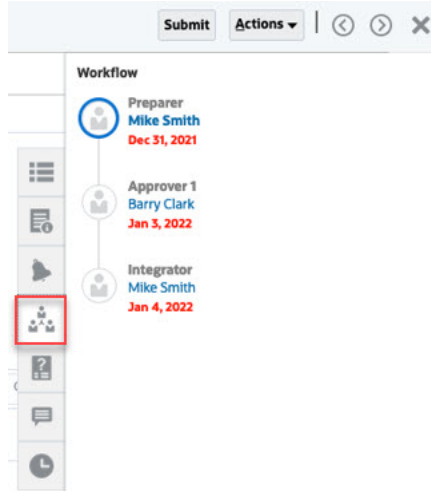 Submit Actions
Workflow
Preparer
Mike Smith
Dec 31, 2021
Approver 1
Barry Clark
Jan 3, 2022
Integrator
Mike Smith
Jan 4, 2022